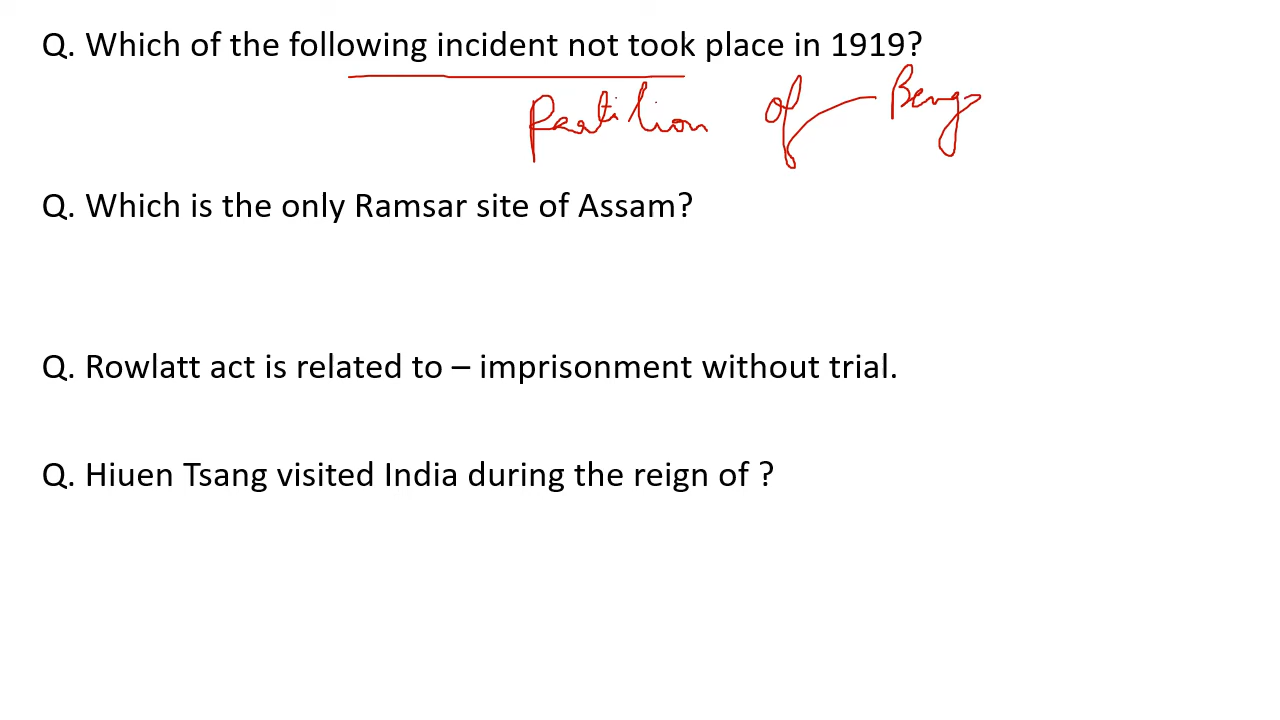 Q. Which of the following incident not took place in 1919?
Partition of Benga
Q. Which is the only Ramsar site of Assam?
Q. Rowlatt act is related to – imprisonment without trial.
Q. Hiuen Tsang visited India during the reign of ?